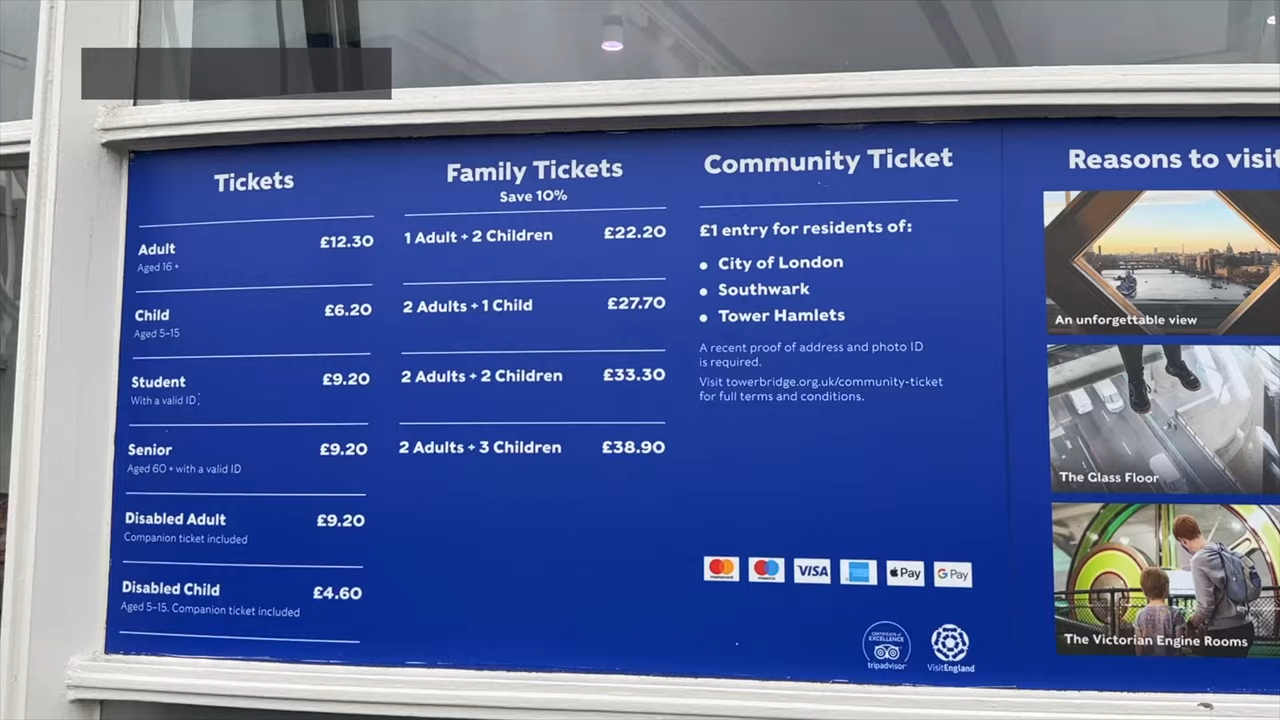 Tickets
Adult £12.30
Aged 16+
Child £6.20
Aged 5-15
Student £9.20
With a valid ID
Senior £9.20
Aged 60+ with a valid ID
Disabled Adult £9.20
Companion ticket included
Disabled Child £4.60
Aged 5-15. Companion ticket included
Family Tickets
Save 10%
1 Adult + 2 Children £22.20
2 Adults + 1 Child £27.70
2 Adults + 2 Children £33.30
2 Adults + 3 Children £38.90
Community Ticket
£1 entry for residents of:
• City of London
• Southwark
• Tower Hamlets
A recent proof of address and photo ID
is required.
Visit towerbridge.org.uk/community-ticket
for full terms and conditions.
mastercard maestro VISA Pay G Pay
CERTIFICATE of
EXCELLENCE
tripadvisor
VisitEngland
Reasons to visit
An unforgettable view
The Glass Floor
The Victorian Engine Rooms